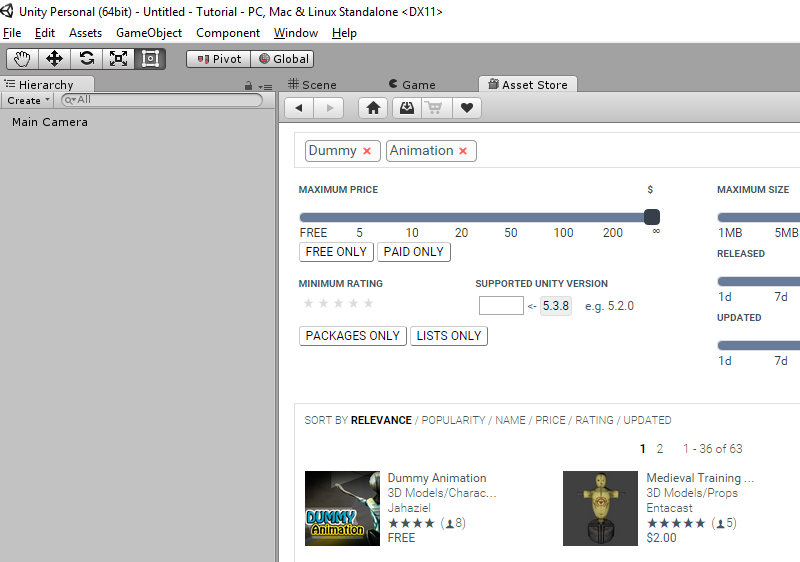 Unity Personal (64bit) - Untitled - Tutorial - PC, Mac & Linux Standalone <DX11>
File Edit Assets GameObject Component Window Help
Pivot Global
Hierarchy Scene Game Asset Store
Create All
Main Camera
Dummy × Animation ×
MAXIMUM PRICE $ MAXIMUM SIZE
FREE 5 10 20 50 100 200 ∞ 1MB 5MB
FREE ONLY PAID ONLY RELEASED
MINIMUM RATING SUPPORTED UNITY VERSION 1d 7d
<- 5.3.8 e.g. 5.2.0
UPDATED
PACKAGES ONLY LISTS ONLY
1d 7d
SORT BY RELEVANCE / POPULARITY / NAME / PRICE / RATING / UPDATED
1 2 1 - 36 of 63
DUMMY
Animation
Dummy Animation
3D Models/Charac...
Jahaziel
★★★★ (8)
FREE
Medieval Training ...
3D Models/Props
Entacast
★★★★★ (5)
$2.00